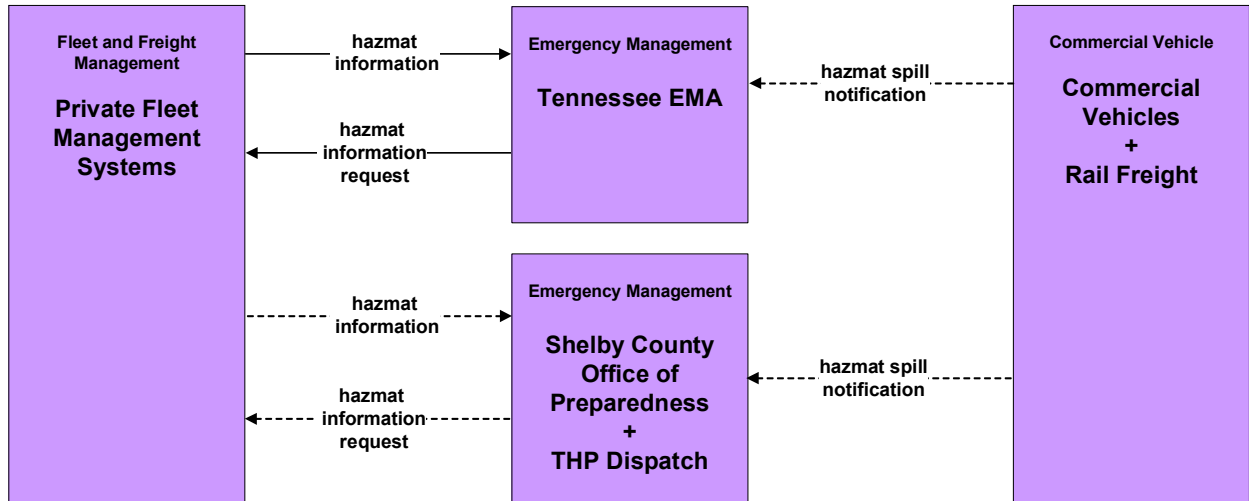 Fleet and Freight
Management
Private Fleet
Management
Systems
hazmat
information
hazmat
information
request
hazmat
information
hazmat
information
request
Emergency Management
Tennessee EMA
Emergency Management
Shelby County
Office of
Preparedness
+
THP Dispatch
hazmat spill
notification
hazmat spill
notification
Commercial Vehicle
Commercial
Vehicles
+
Rail Freight